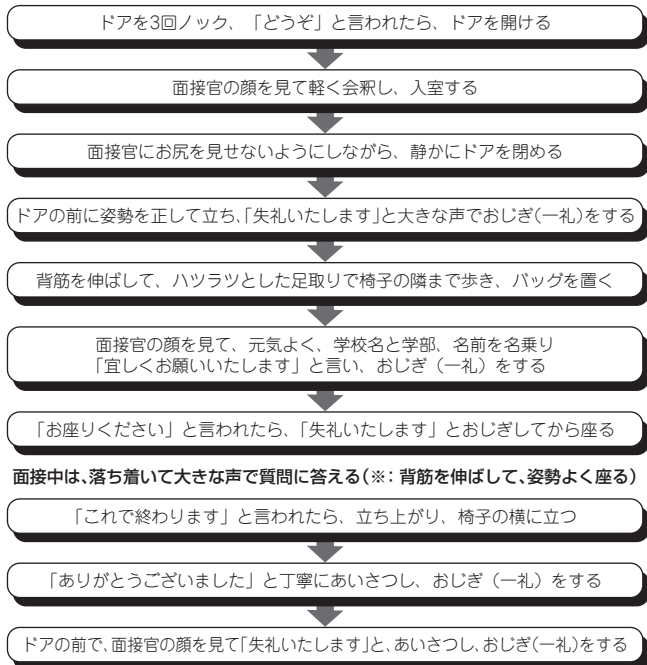 ドアを3回ノック、「どうぞ」と言われたら、ドアを開ける
面接官の顔を見て軽く会釈し、入室する
面接官にお尻を見せないようにしながら、静かにドアを閉める
ドアの前に姿勢を正して立ち、「失礼いたします」と大きな声でおじぎ(一礼)をする
背筋を伸ばして、ハツラツとした足取りで椅子の隣まで歩き、バッグを置く
面接官の顔を見て、元気よく、学校名と学部、名前を名乗り
「宜しくお願いいたします」と言い、おじぎ（一礼）をする
「お座りください」と言われたら、「失礼いたします」とおじぎしてから座る
面接中は、落ち着いて大きな声で質問に答える(※: 背筋を伸ばして、姿勢よく座る)
「これで終わります」と言われたら、立ち上がり、椅子の横に立つ
「ありがとうございました」と丁寧にあいさつし、おじぎ（一礼）をする
ドアの前で、面接官の顔を見て「失礼いたします」と、あいさつし、おじぎ(一礼)をする